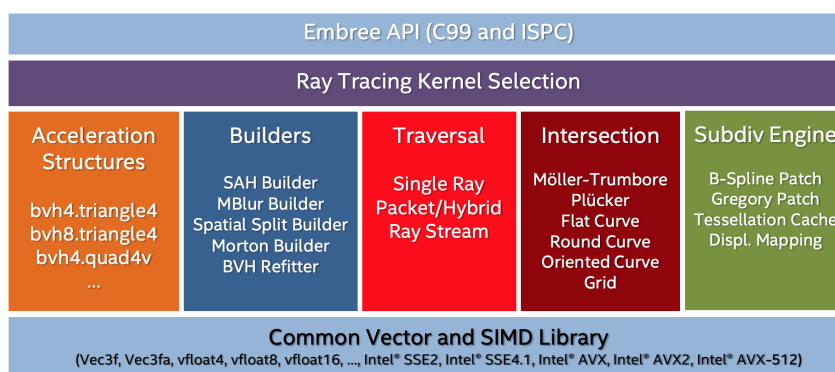 Embree API (C99 and ISPC)
Ray Tracing Kernel Selection
Acceleration
Structures
bvh4.triangle4
bvh8.triangle4
bvh4.quad4v
...
Builders
SAH Builder
MBlur Builder
Spatial Split Builder
Morton Builder
BVH Refitter
Traversal
Single Ray
Packet/Hybrid
Ray Stream
Intersection
Möller-Trumbore
Plücker
Flat Curve
Round Curve
Oriented Curve
Grid
Subdiv Engine
B-Spline Patch
Gregory Patch
Tessellation Cache
Displ. Mapping
Common Vector and SIMD Library
(Vec3f, Vec3fa, vfloat4, vfloat8, vfloat16, ..., Intel® SSE2, Intel® SSE4.1, Intel® AVX, Intel® AVX2, Intel® AVX-512)